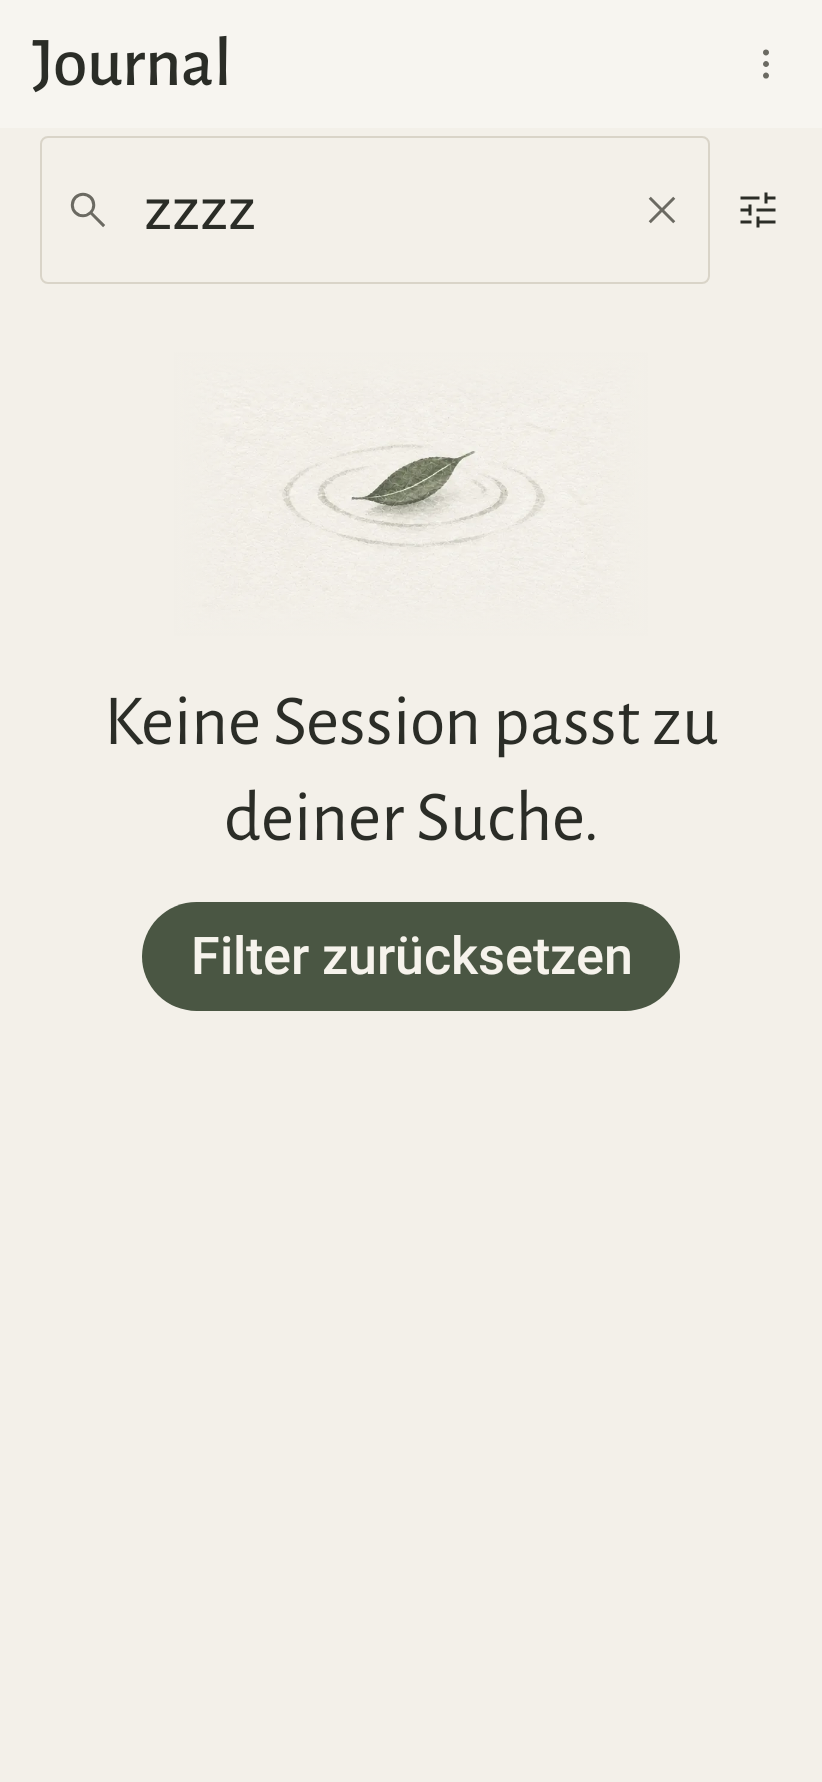 Journal
zzzz
Keine Session passt zu
deiner Suche.
Filter zurücksetzen